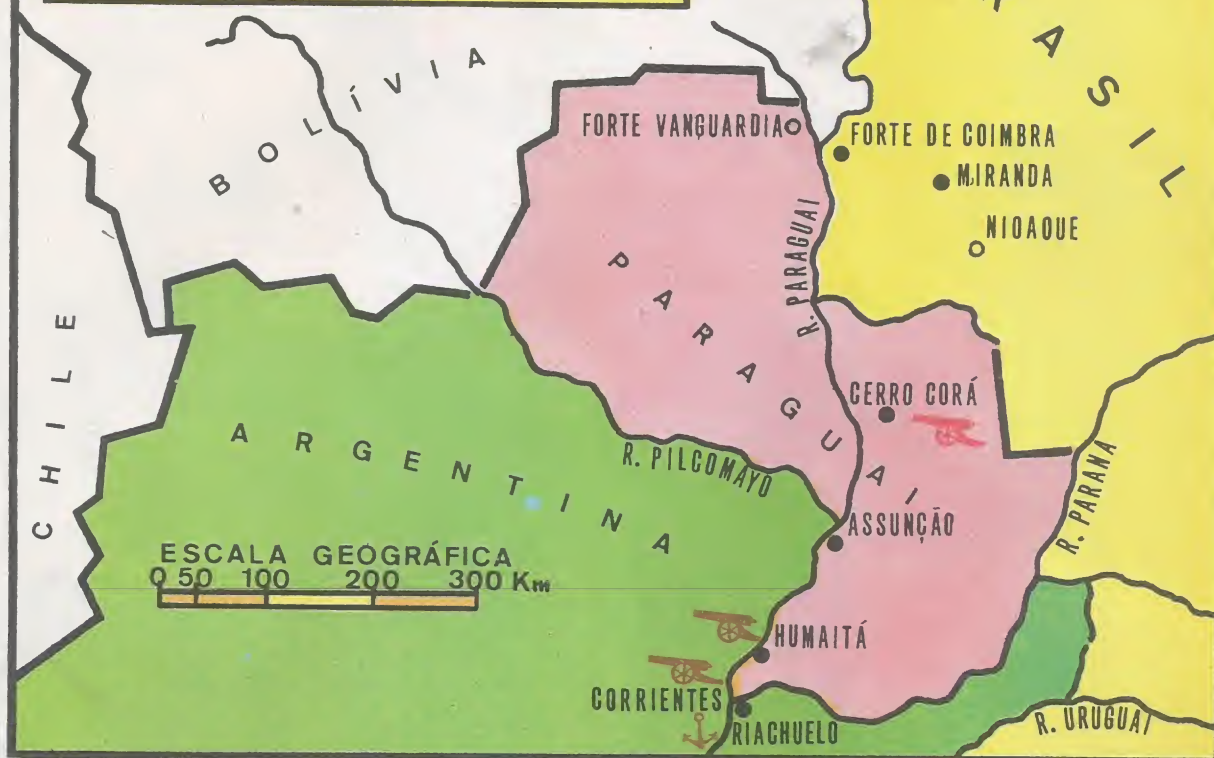 ASIL
BOLÍVIA
FORTE VANGUARDIA
FORTE DE COIMBRA
MIRANDA
NIOAQUE
R. PARAGUAI
PARAGUAI
CHILE
CERRO CORÁ
ARGENTINA
R. PILCOMAYO
R. PARANA
ASSUNÇÃO
ESCALA GEOGRÁFICA
0 50 100 200 300 Km
HUMAITÁ
CORRIENTES
RIACHUELO
R. URUGUAI